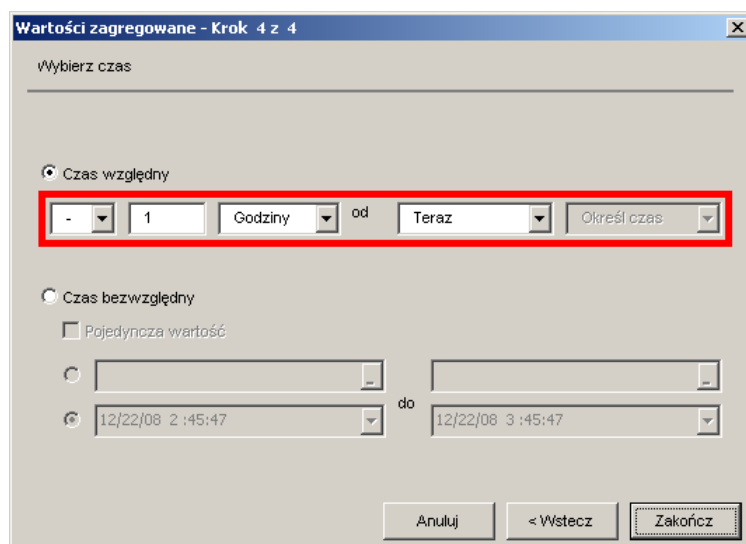 Wartości zagregowane - Krok 4 z 4
Wybierz czas
Czas względny
- 1 Godziny od Teraz Określ czas
Czas bezwzględny
Pojedyncza wartość
do
12/22/08 2 :45:47 12/22/08 3 :45:47
Anuluj < Wstecz Zakończ